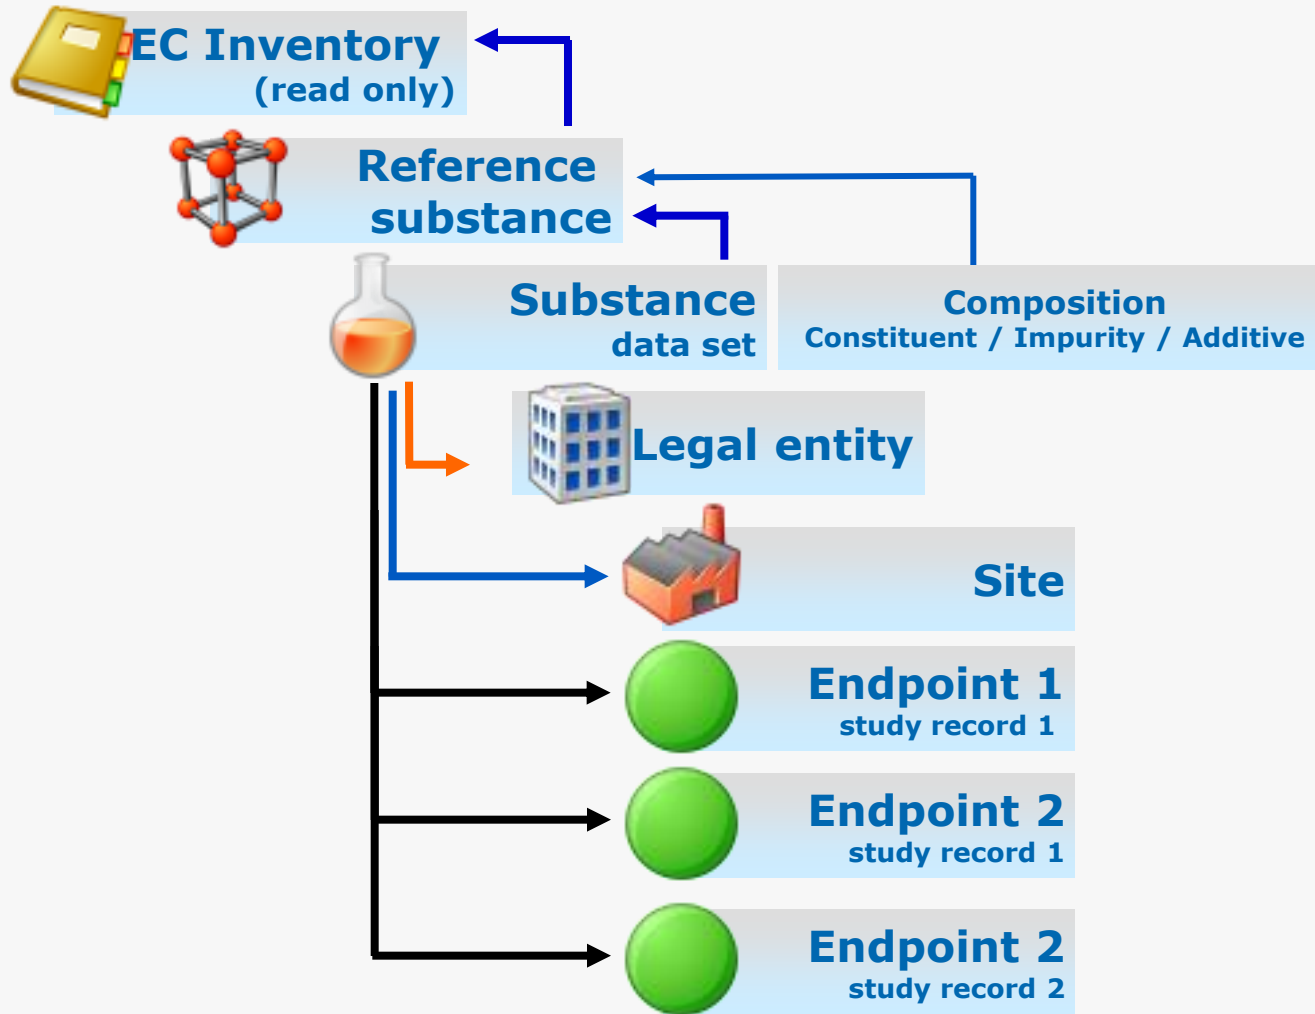 EC Inventory
(read only)
Reference
substance
Substance
data set
Composition
Constituent / Impurity / Additive
Legal entity
Site
Endpoint 1
study record 1
Endpoint 2
study record 1
Endpoint 2
study record 2